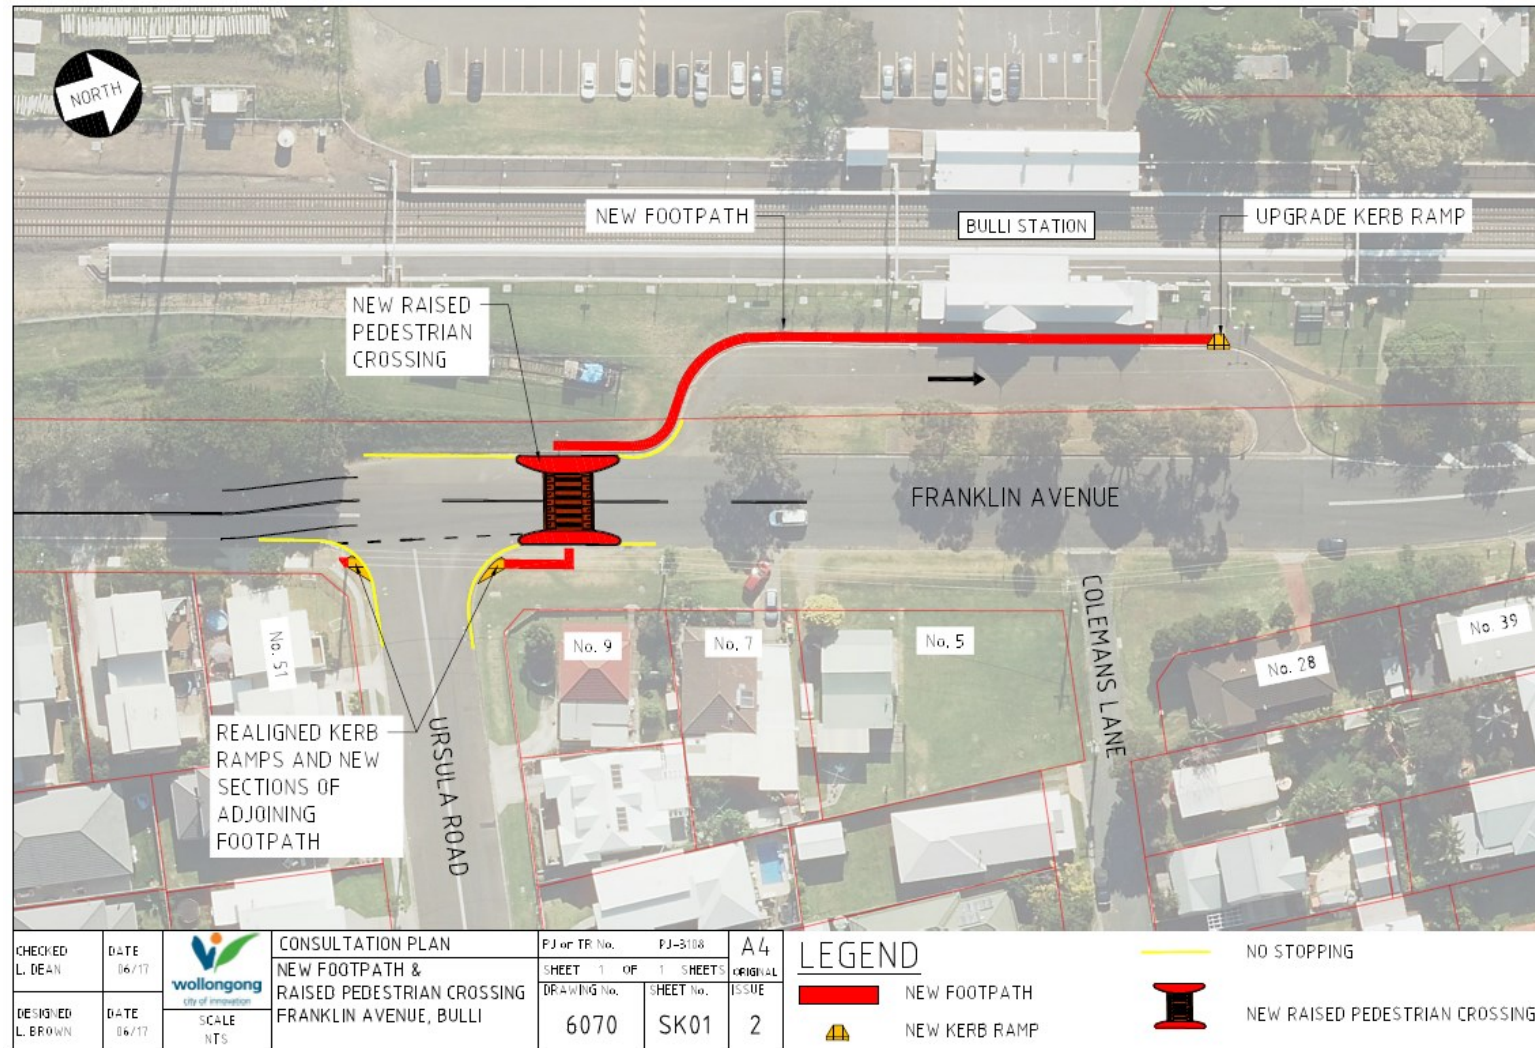 NORTH
NEW FOOTPATH
BULLI STATION
UPGRADE KERB RAMP
NEW RAISED
PEDESTRIAN
CROSSING
FRANKLIN AVENUE
COLEMANS LANE
No. 51
No. 9
No. 7
No. 5
No. 28
No. 39
REALIGNED KERB
RAMPS AND NEW
SECTIONS OF
ADJOINING
FOOTPATH
URSULA ROAD
CHECKED
L. DEAN
DATE
06/17
DESIGNED
L. BROWN
DATE
06/17
wollongong
city of innovation
SCALE
NTS
CONSULTATION PLAN
NEW FOOTPATH &
RAISED PEDESTRIAN CROSSING
FRANKLIN AVENUE, BULLI
PJ or TR No. PJ-3108
SHEET 1 OF 1 SHEETS
DRAWING No.
6070
SHEET No.
SK01
A4
ORIGINAL
ISSUE
2
LEGEND
NEW FOOTPATH
NEW KERB RAMP
NO STOPPING
NEW RAISED PEDESTRIAN CROSSING